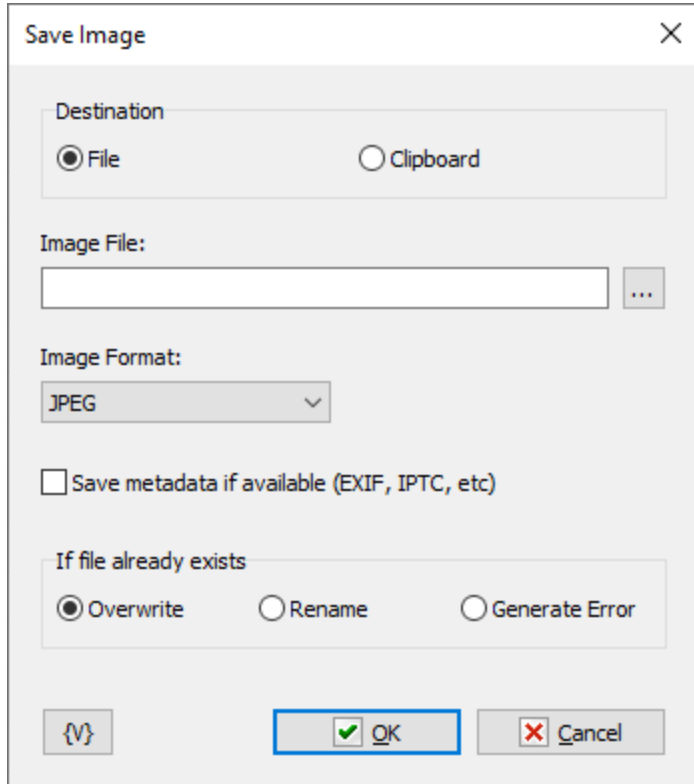 Save Image
Destination
File Clipboard
Image File:
...
Image Format:
JPEG
Save metadata if available (EXIF, IPTC, etc)
If file already exists
Overwrite Rename Generate Error
{V} OK Cancel